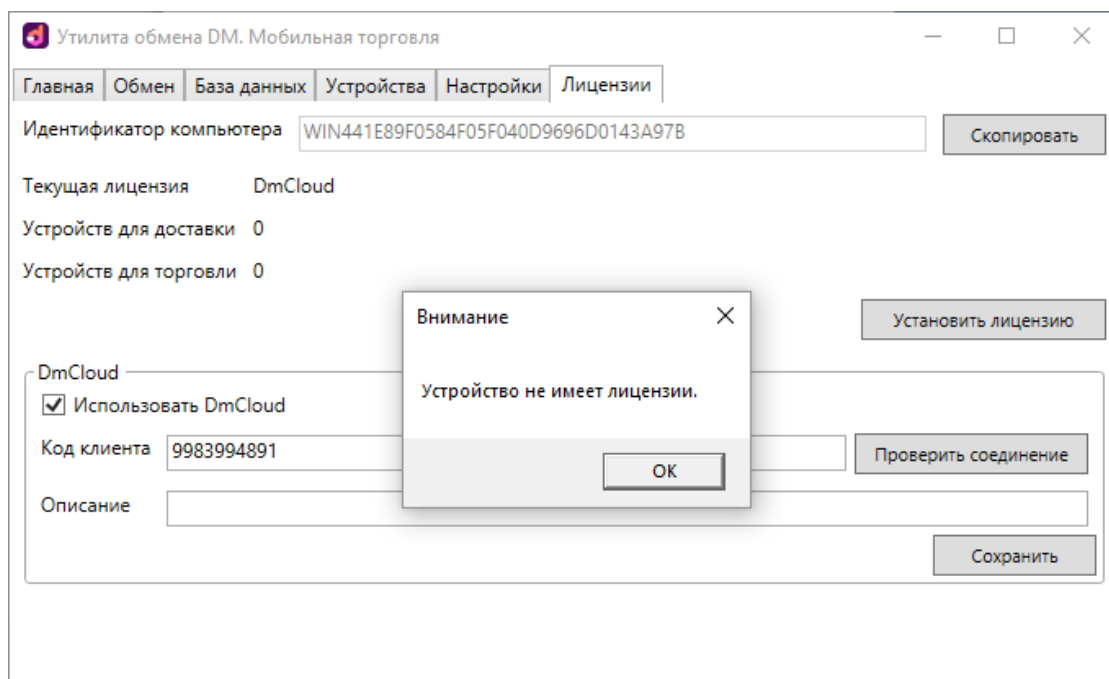 Утилита обмена DM. Мобильная торговля
Главная Обмен База данных Устройства Настройки Лицензии
Идентификатор компьютера WIN441E89F0584F05F040D9696D0143A97B Скопировать
Текущая лицензия DmCloud
Устройств для доставки 0
Устройств для торговли 0
Установить лицензию
Внимание
Устройство не имеет лицензии.
ОК
DmCloud
Использовать DmCloud
Код клиента 9983994891 Проверить соединение
Описание
Сохранить